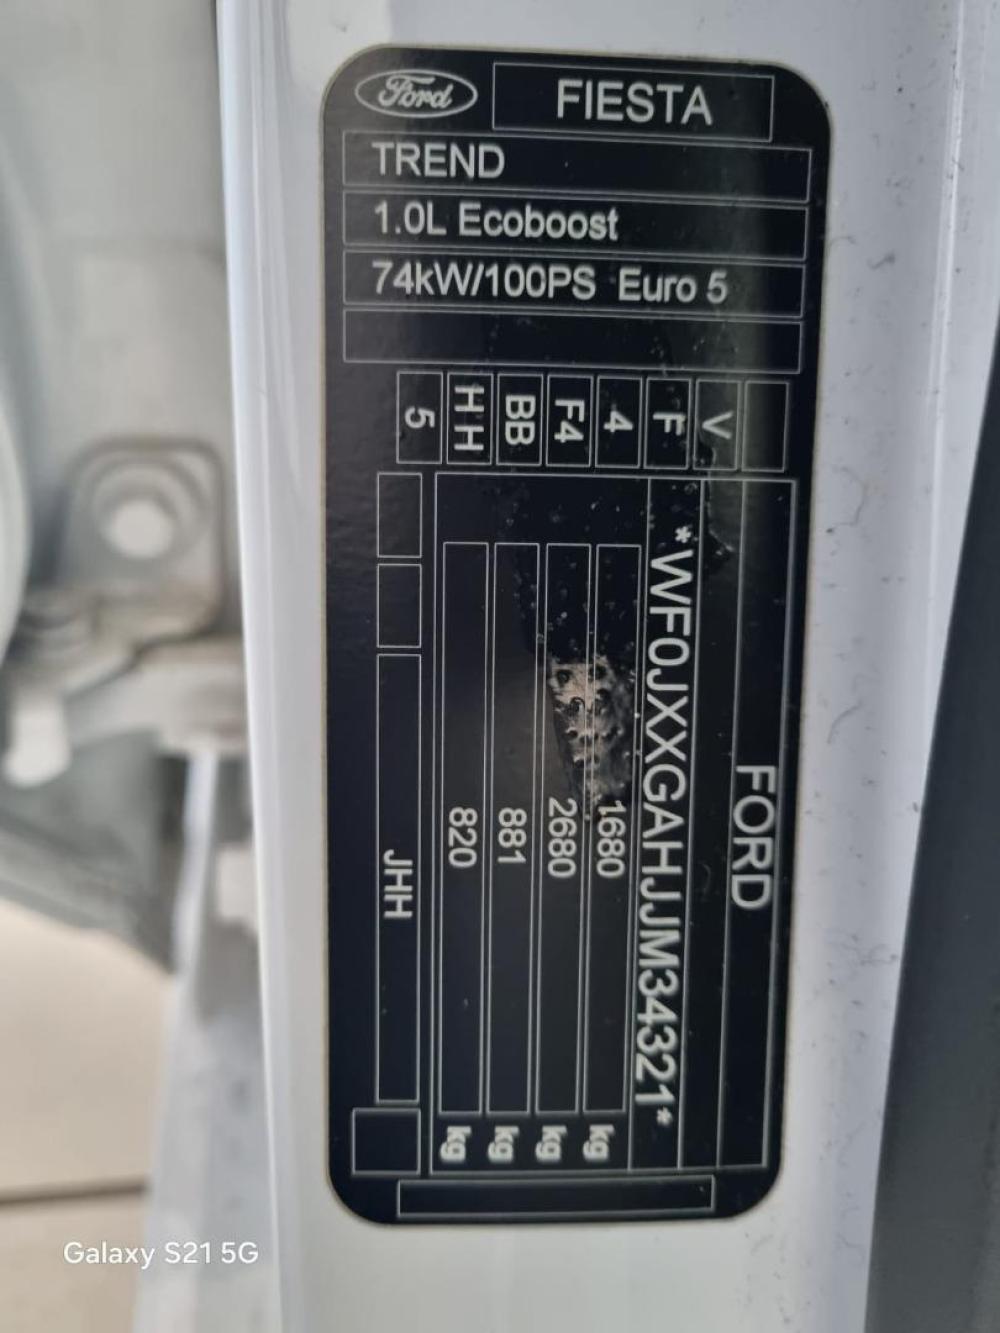 Ford
FIESTA
TREND
1.0L Ecoboost
74kW/100PS Euro 5
V
F
4
F4
BB
HH
5
FORD
*WF0JXXGAHJJM34321*
1680 kg
2680 kg
881 kg
820 kg
JHH
Galaxy S21 5G